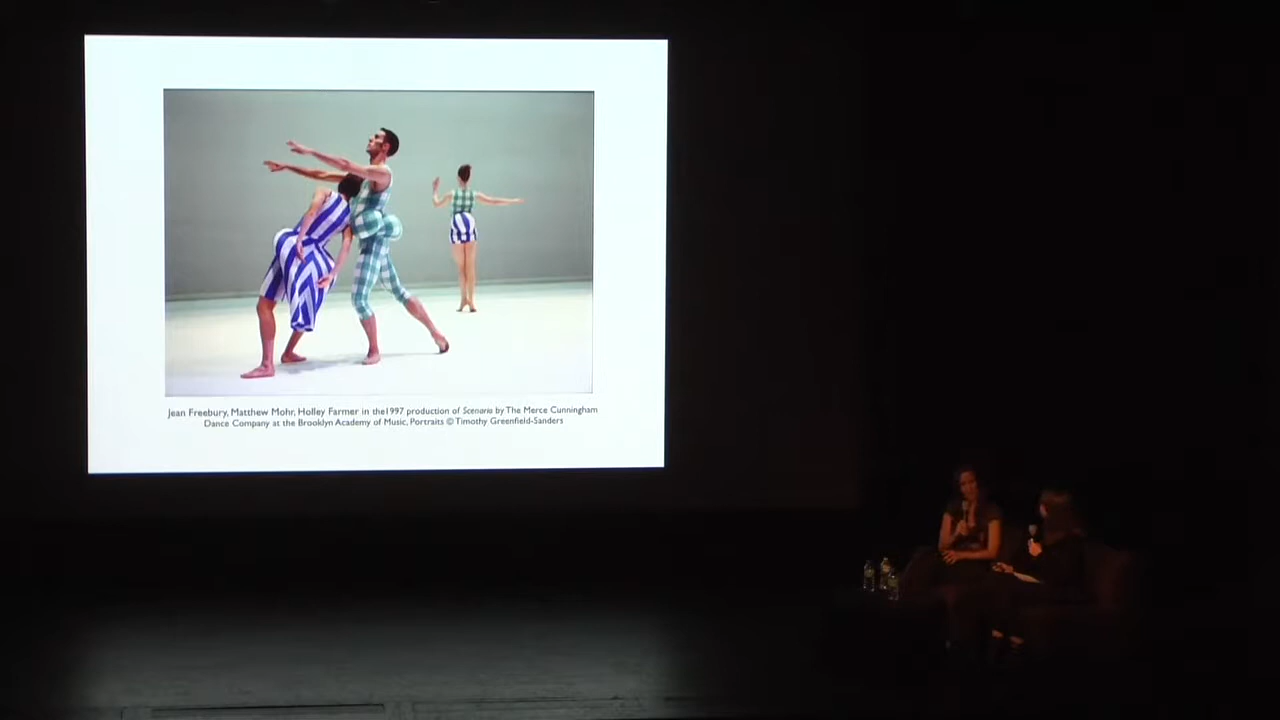 Jean Freebury, Matthew Mohr, Holley Farmer in the1997 production of Scenario by The Merce Cunningham
Dance Company at the Brooklyn Academy of Music, Portraits © Timothy Greenfield-Sanders